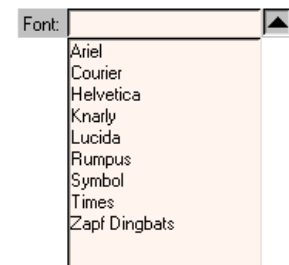 Font:
Ariel
Courier
Helvetica
Knarly
Lucida
Rumpus
Symbol
Times
Zapf Dingbats